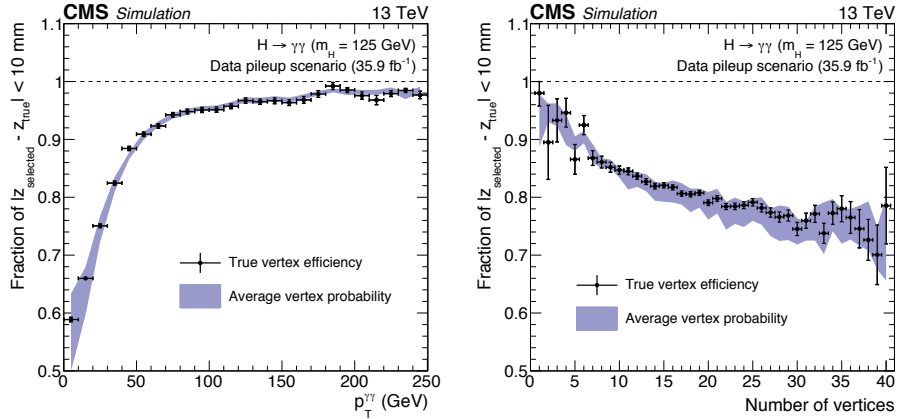 CMS Simulation 13 TeV
Fraction of |z_selected - z_true| < 10 mm
1.1
1
0.9
0.8
0.7
0.6
0.5
H → γγ (m_H = 125 GeV)
Data pileup scenario (35.9 fb⁻¹)
True vertex efficiency
Average vertex probability
0 50 100 150 200 250
p_T^γγ (GeV)
CMS Simulation 13 TeV
Fraction of |z_selected - z_true| < 10 mm
1.1
1
0.9
0.8
0.7
0.6
0.5
H → γγ (m_H = 125 GeV)
Data pileup scenario (35.9 fb⁻¹)
True vertex efficiency
Average vertex probability
0 5 10 15 20 25 30 35 40
Number of vertices